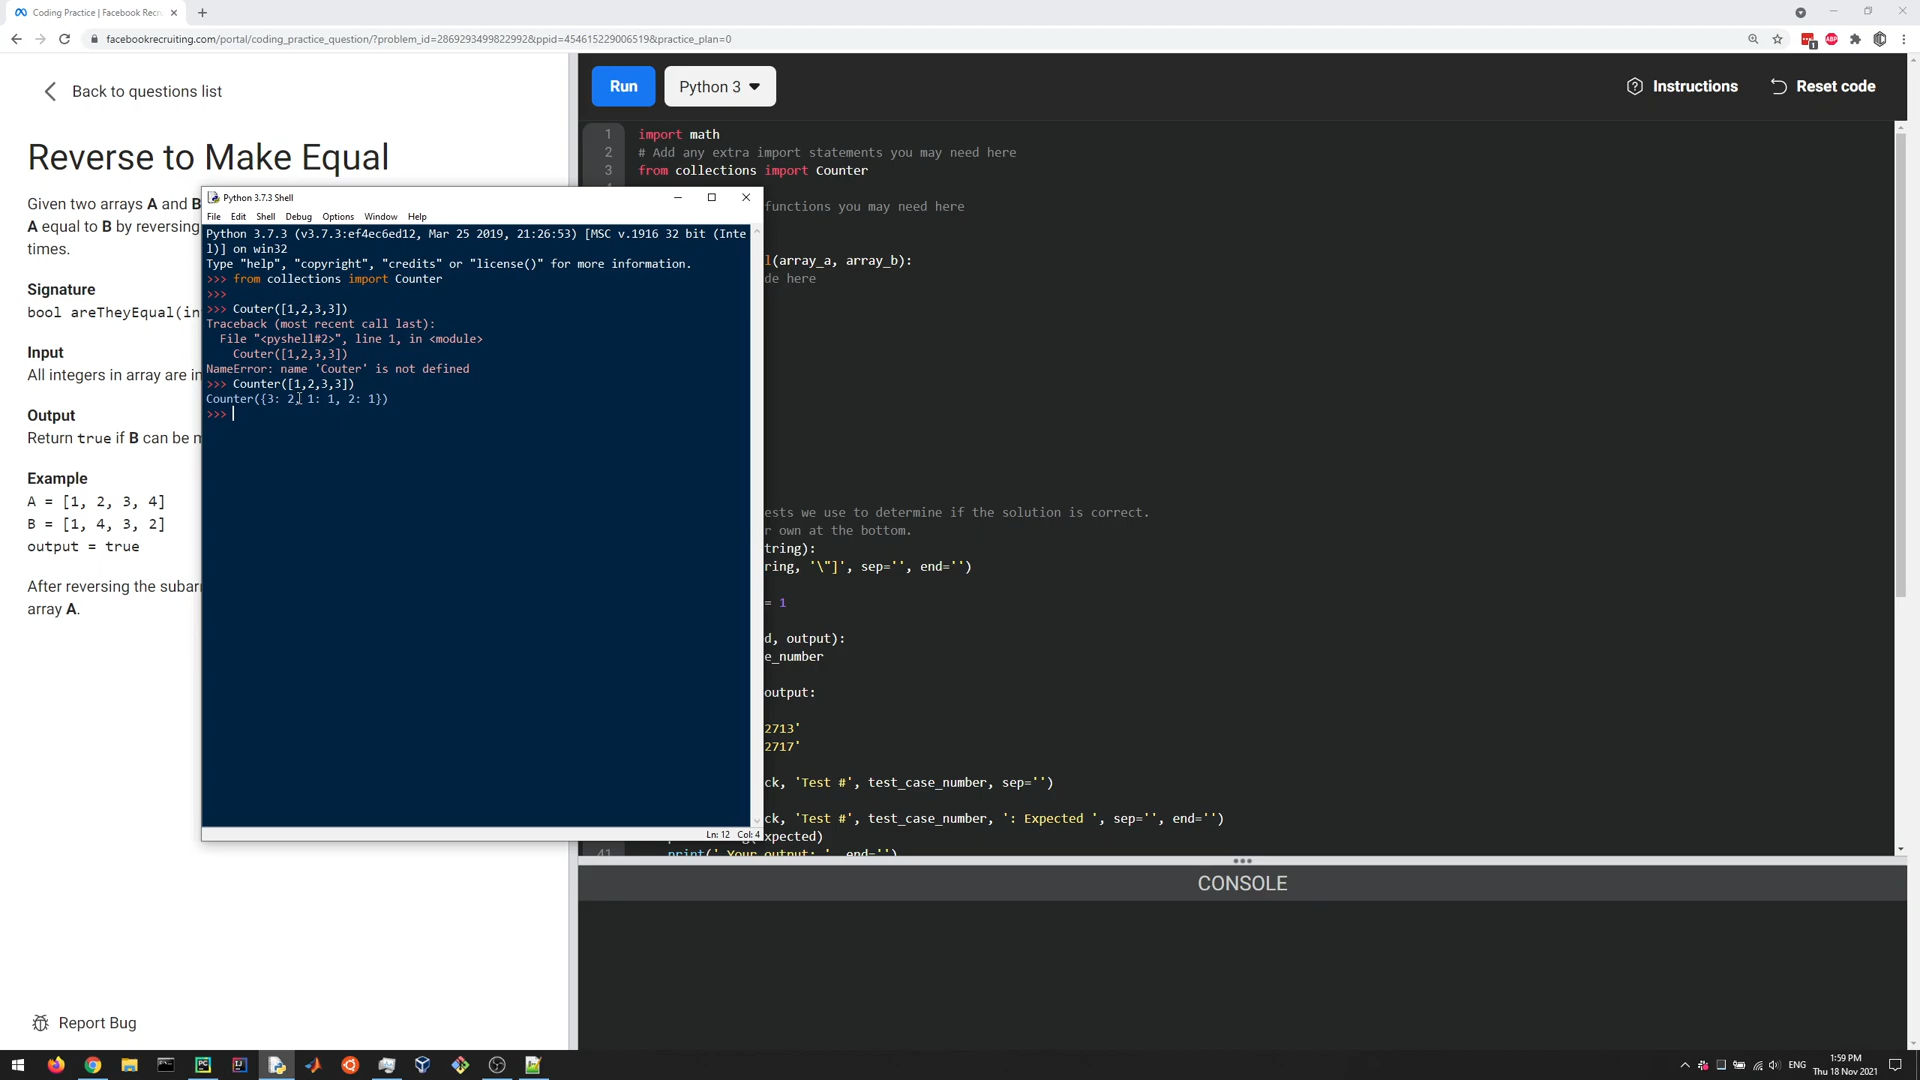 Coding Practice | Facebook Recru
facebookrecruiting.com/portal/coding_practice_question/?problem_id=2869293499822992&ppid=454615229006519&practice_plan=0
Back to questions list
Reverse to Make Equal
Given two arrays A and B
A equal to B by reversing
times.
Signature
bool areTheyEqual(in
Input
All integers in array are in
Output
Return true if B can be m
Example
A = [1, 2, 3, 4]
B = [1, 4, 3, 2]
output = true
After reversing the subarr
array A.
Report Bug
Python 3.7.3 Shell
File Edit Shell Debug Options Window Help
Python 3.7.3 (v3.7.3:ef4ec6ed12, Mar 25 2019, 21:26:53) [MSC v.1916 32 bit (Inte
l)] on win32
Type "help", "copyright", "credits" or "license()" for more information.
>>> from collections import Counter
>>>
>>> Couter([1,2,3,3])
Traceback (most recent call last):
File "<pyshell#2>", line 1, in <module>
Couter([1,2,3,3])
NameError: name 'Couter' is not defined
>>> Counter([1,2,3,3])
Counter({3: 2, 1: 1, 2: 1})
>>>
Ln: 12 Col: 4
Run
Python 3
Instructions
Reset code
1 import math
2 # Add any extra import statements you may need here
3 from collections import Counter
functions you may need here
l(array_a, array_b):
de here
ests we use to determine if the solution is correct.
r own at the bottom.
tring):
ring, '\"]', sep='', end='')
= 1
d, output):
e_number
output:
2713'
2717'
ck, 'Test #', test_case_number, sep='')
ck, 'Test #', test_case_number, ': Expected ', sep='', end='')
xpected)
41 print(' Your output: ', end='')
CONSOLE
ENG
1:59 PM
Thu 18 Nov 2021